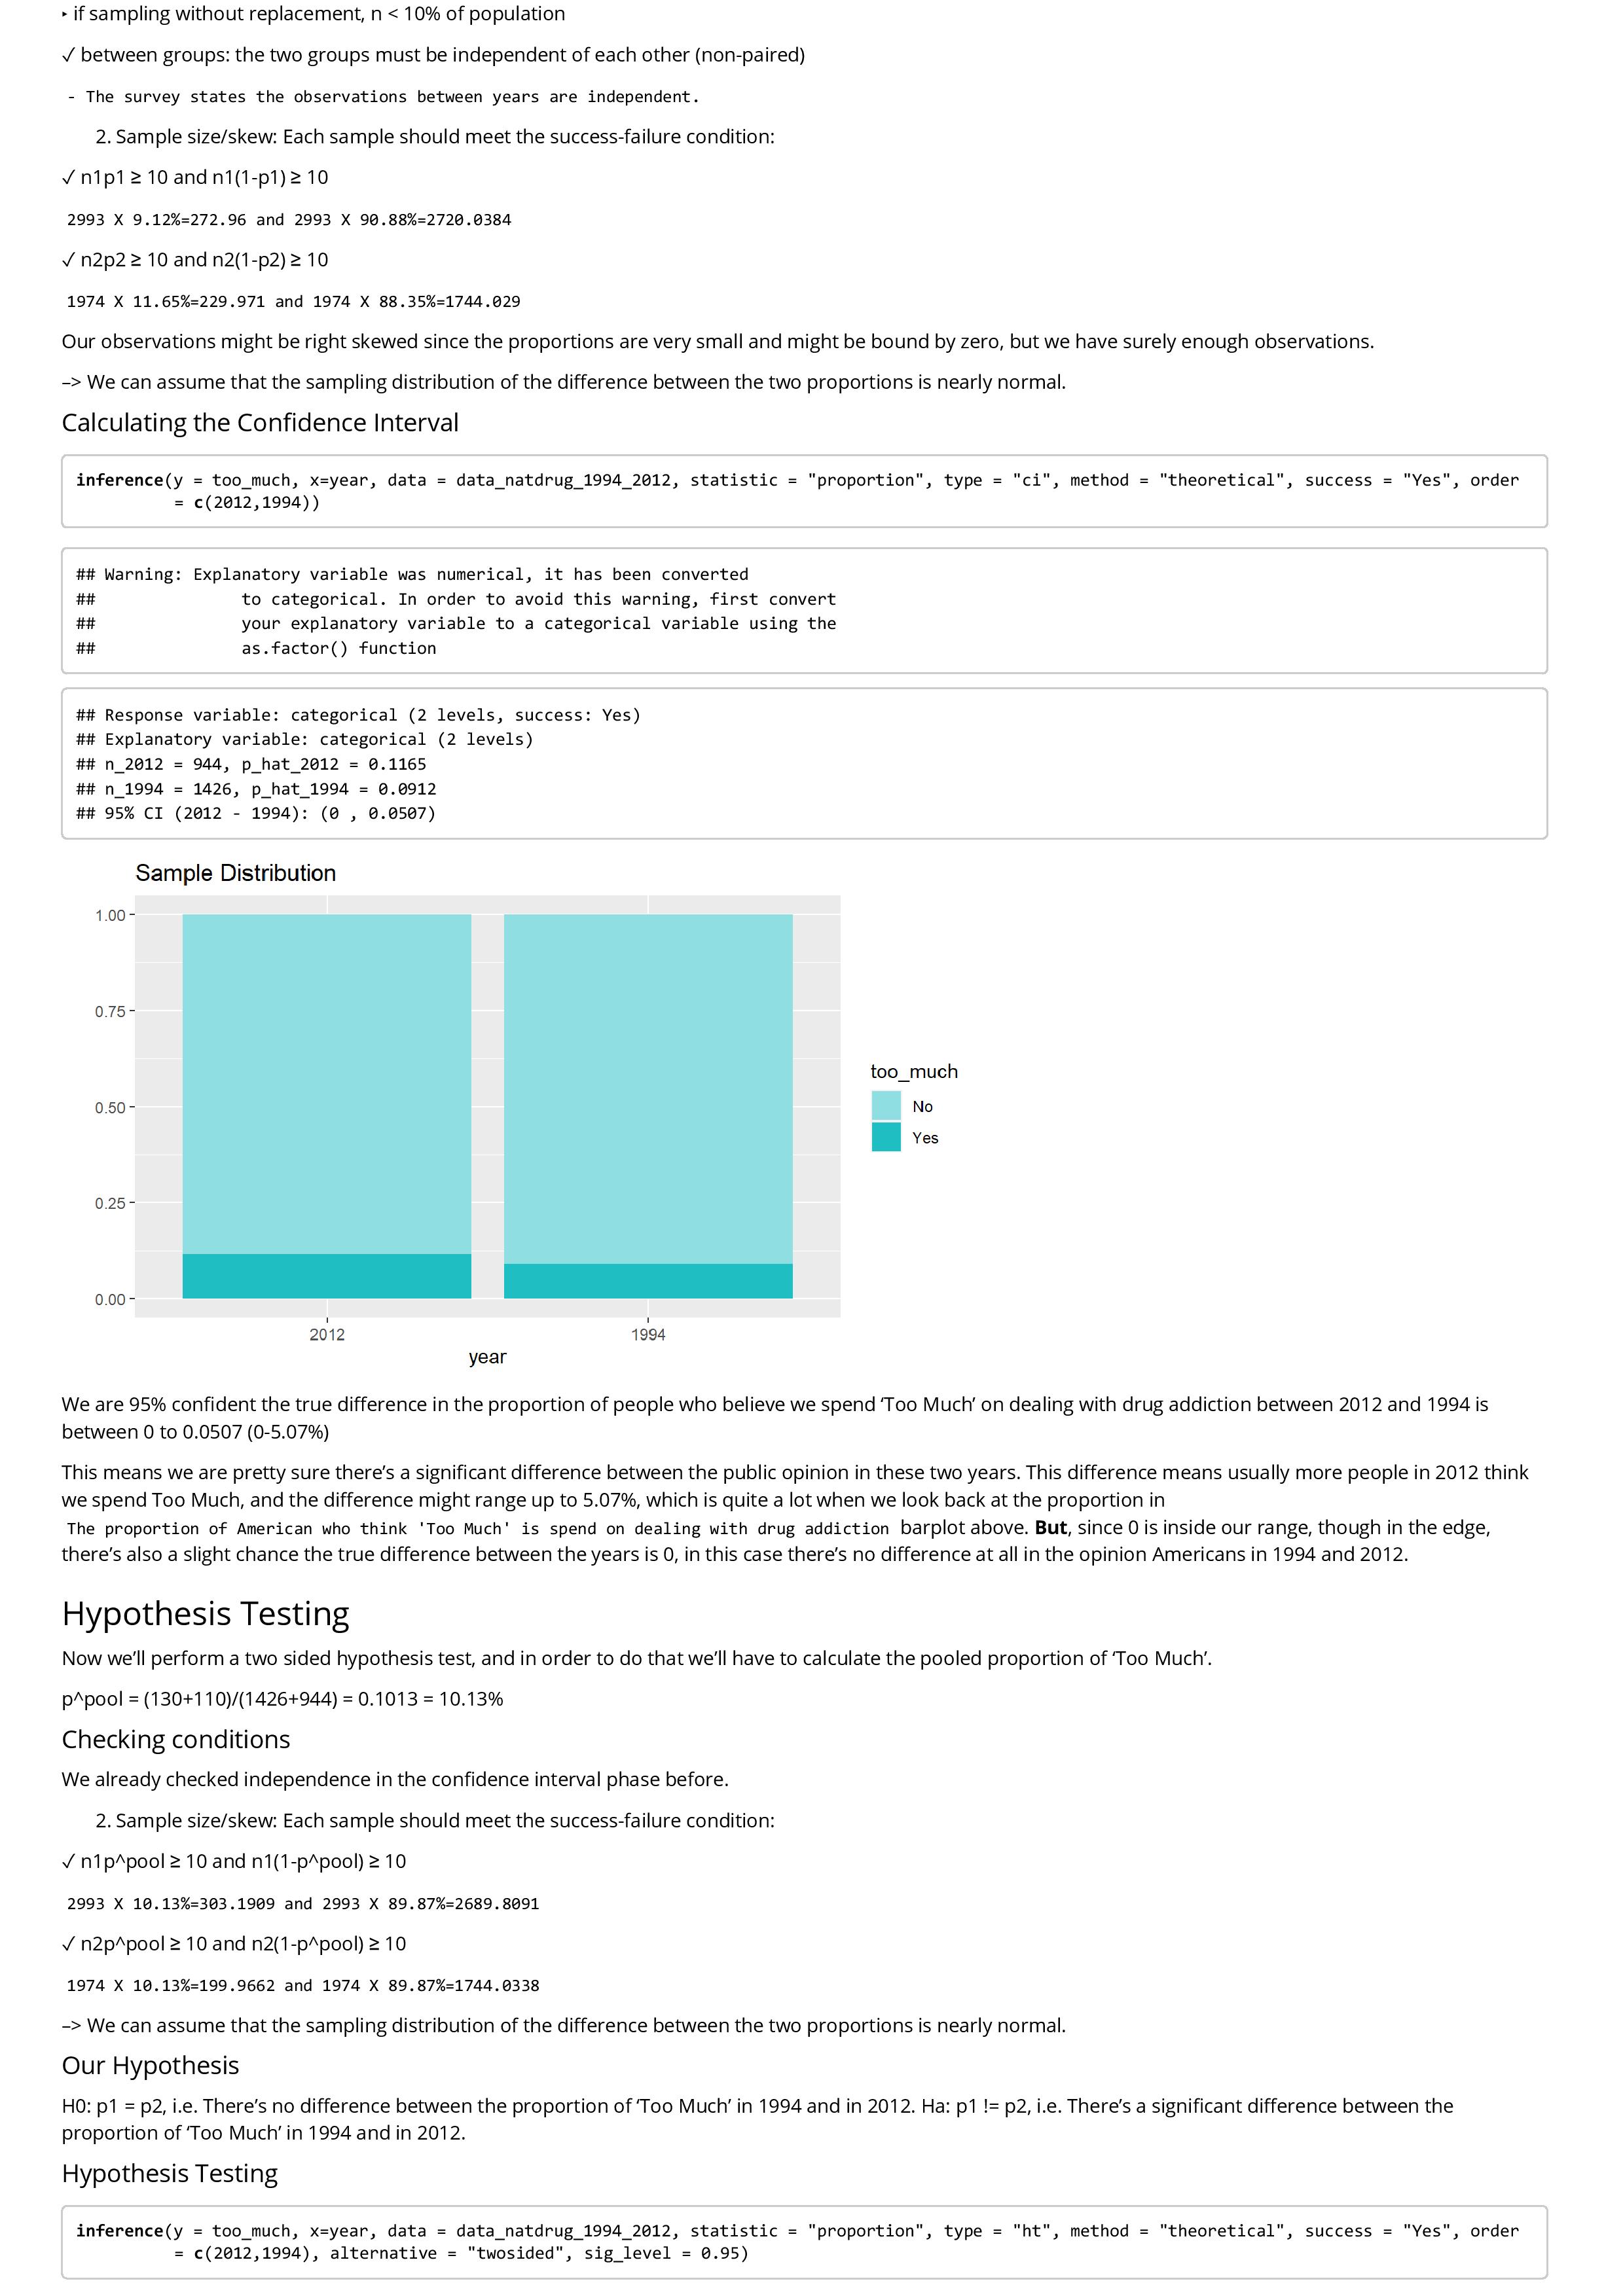 ‣ if sampling without replacement, n < 10% of population
✓ between groups: the two groups must be independent of each other (non-paired)
- The survey states the observations between years are independent.
2. Sample size/skew: Each sample should meet the success-failure condition:
✓ n1p1 ≥ 10 and n1(1-p1) ≥ 10
2993 X 9.12%=272.96 and 2993 X 90.88%=2720.0384
✓ n2p2 ≥ 10 and n2(1-p2) ≥ 10
1974 X 11.65%=229.971 and 1974 X 88.35%=1744.029
Our observations might be right skewed since the proportions are very small and might be bound by zero, but we have surely enough observations.
–> We can assume that the sampling distribution of the difference between the two proportions is nearly normal.
Calculating the Confidence Interval
inference(y = too_much, x=year, data = data_natdrug_1994_2012, statistic = "proportion", type = "ci", method = "theoretical", success = "Yes", order
= c(2012,1994))
## Warning: Explanatory variable was numerical, it has been converted
## to categorical. In order to avoid this warning, first convert
## your explanatory variable to a categorical variable using the
## as.factor() function
## Response variable: categorical (2 levels, success: Yes)
## Explanatory variable: categorical (2 levels)
## n_2012 = 944, p_hat_2012 = 0.1165
## n_1994 = 1426, p_hat_1994 = 0.0912
## 95% CI (2012 - 1994): (0 , 0.0507)
Sample Distribution
1.00
0.75
0.50
0.25
0.00
2012 1994
year
too_much
No
Yes
We are 95% confident the true difference in the proportion of people who believe we spend ‘Too Much’ on dealing with drug addiction between 2012 and 1994 is
between 0 to 0.0507 (0-5.07%)
This means we are pretty sure there’s a significant difference between the public opinion in these two years. This difference means usually more people in 2012 think
we spend Too Much, and the difference might range up to 5.07%, which is quite a lot when we look back at the proportion in
The proportion of American who think 'Too Much' is spend on dealing with drug addiction barplot above. But, since 0 is inside our range, though in the edge,
there’s also a slight chance the true difference between the years is 0, in this case there’s no difference at all in the opinion Americans in 1994 and 2012.
Hypothesis Testing
Now we’ll perform a two sided hypothesis test, and in order to do that we’ll have to calculate the pooled proportion of ‘Too Much’.
p^pool = (130+110)/(1426+944) = 0.1013 = 10.13%
Checking conditions
We already checked independence in the confidence interval phase before.
2. Sample size/skew: Each sample should meet the success-failure condition:
✓ n1p^pool ≥ 10 and n1(1-p^pool) ≥ 10
2993 X 10.13%=303.1909 and 2993 X 89.87%=2689.8091
✓ n2p^pool ≥ 10 and n2(1-p^pool) ≥ 10
1974 X 10.13%=199.9662 and 1974 X 89.87%=1744.0338
–> We can assume that the sampling distribution of the difference between the two proportions is nearly normal.
Our Hypothesis
H0: p1 = p2, i.e. There’s no difference between the proportion of ‘Too Much’ in 1994 and in 2012. Ha: p1 != p2, i.e. There’s a significant difference between the
proportion of ‘Too Much’ in 1994 and in 2012.
Hypothesis Testing
inference(y = too_much, x=year, data = data_natdrug_1994_2012, statistic = "proportion", type = "ht", method = "theoretical", success = "Yes", order
= c(2012,1994), alternative = "twosided", sig_level = 0.95)